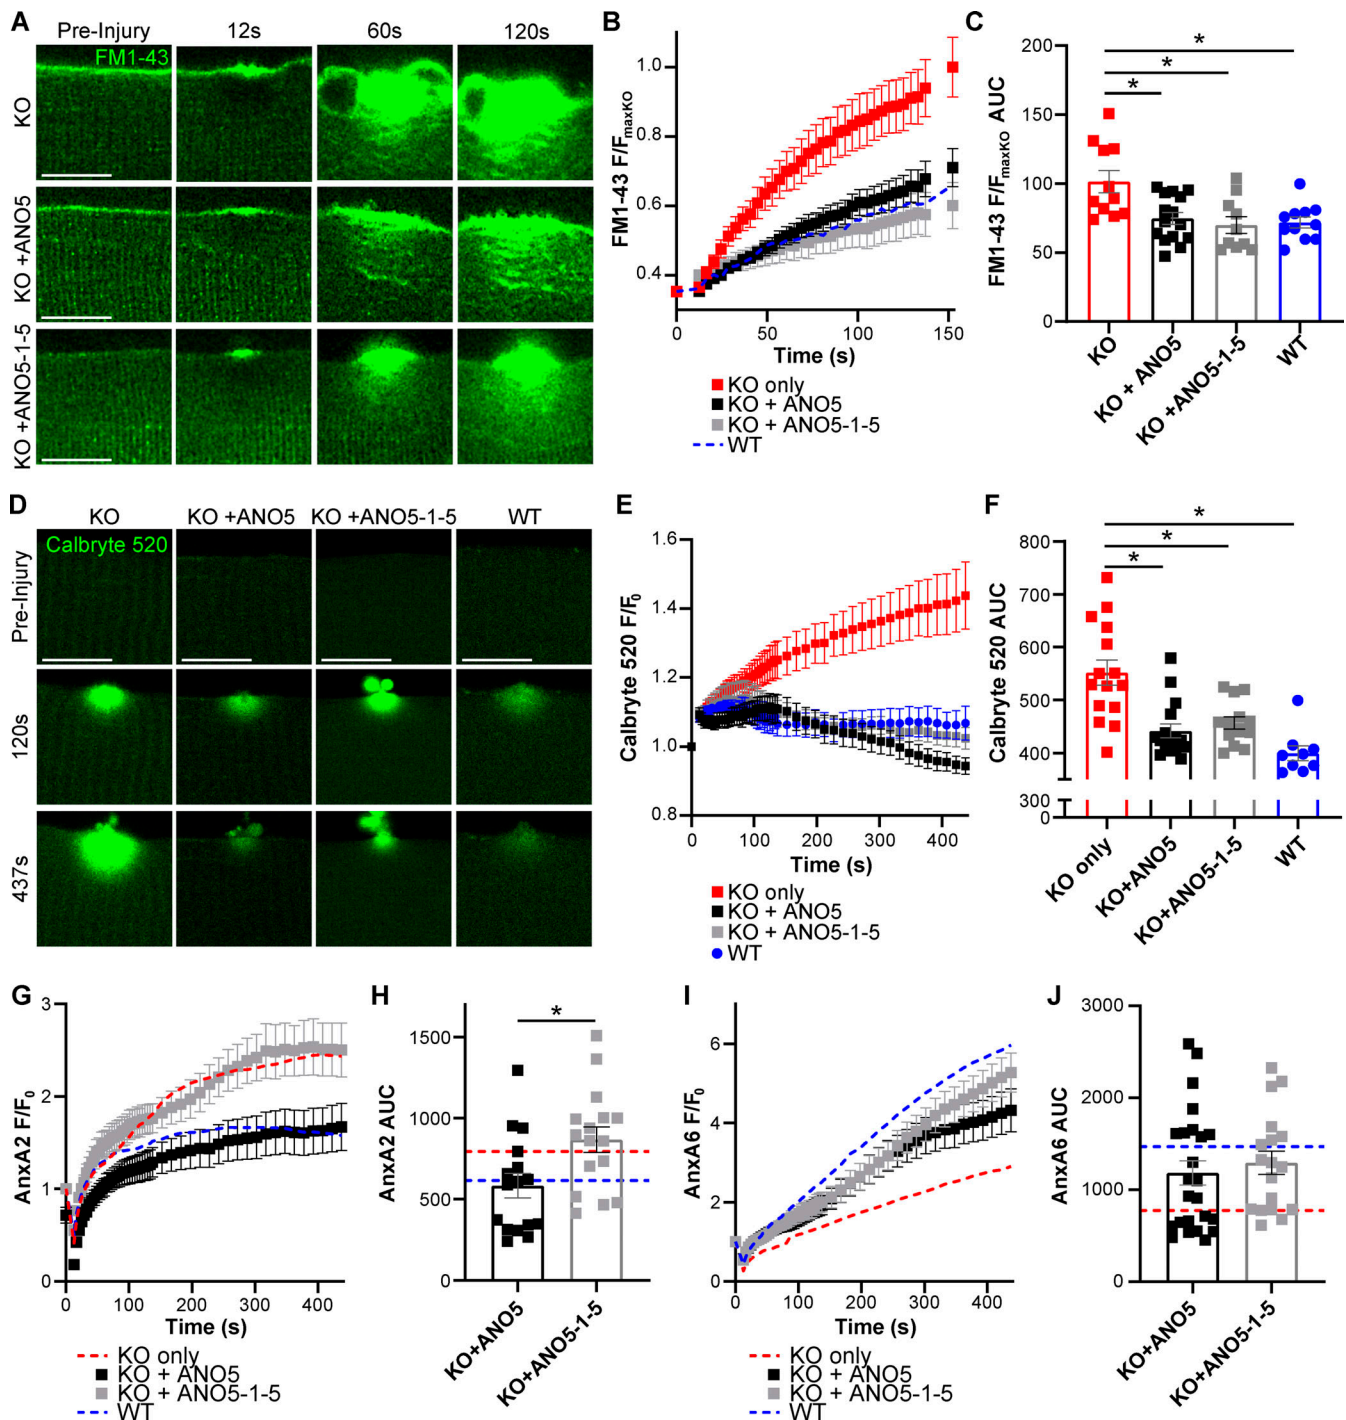 A
Pre-Injury 12s 60s 120s
FM1-43
KO
KO +ANO5
KO +ANO5-1-5
B
FM1-43 F/FmaxKO
1.0
0.8
0.6
0.4
0 50 100 150
Time (s)
KO only
KO + ANO5
KO + ANO5-1-5
WT
C
FM1-43 F/FmaxKO AUC
200
150
100
50
0
*
*
*
KO
KO + ANO5
KO +ANO5-1-5
WT
D
KO KO +ANO5 KO +ANO5-1-5 WT
Calbryte 520
Pre-Injury
120s
437s
E
Calbryte 520 F/F0
1.6
1.4
1.2
1.0
0.8
0 100 200 300 400
Time (s)
KO only
KO + ANO5
KO + ANO5-1-5
WT
F
Calbryte 520 AUC
800
700
600
500
400
300
0
*
*
*
KO only
KO+ANO5
KO+ANO5-1-5
WT
G
AnxA2 F/F0
3
2
1
0
0 100 200 300 400
Time (s)
KO only
KO + ANO5
KO + ANO5-1-5
WT
H
AnxA2 AUC
1500
1000
500
0
*
KO+ANO5
KO+ANO5-1-5
I
AnxA6 F/F0
6
4
2
0
0 100 200 300 400
Time (s)
KO only
KO + ANO5
KO + ANO5-1-5
WT
J
AnxA6 AUC
3000
2000
1000
0
KO+ANO5
KO+ANO5-1-5